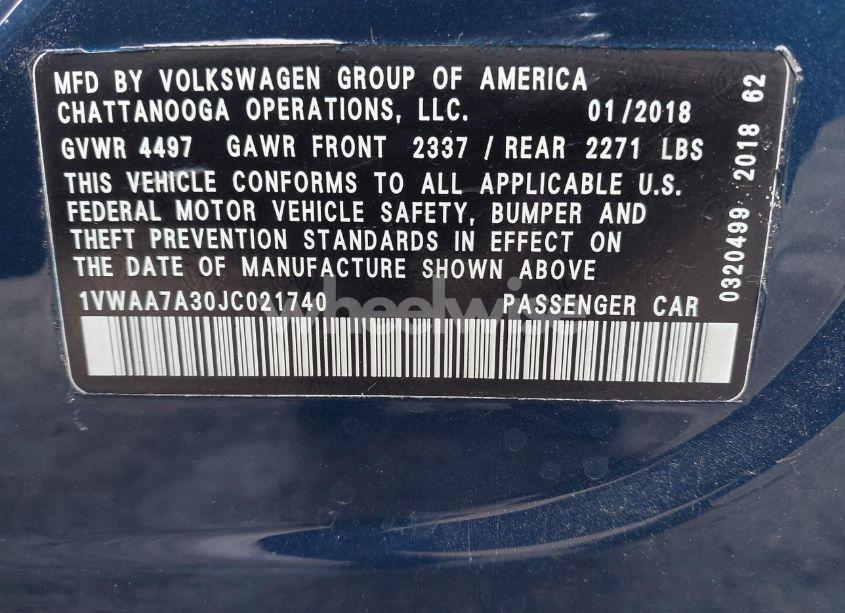 MFD BY VOLKSWAGEN GROUP OF AMERICA
CHATTANOOGA OPERATIONS, LLC. 01/2018
GVWR 4497 GAWR FRONT 2337 / REAR 2271 LBS
THIS VEHICLE CONFORMS TO ALL APPLICABLE U.S.
FEDERAL MOTOR VEHICLE SAFETY, BUMPER AND
THEFT PREVENTION STANDARDS IN EFFECT ON
THE DATE OF MANUFACTURE SHOWN ABOVE
1VWAA7A30JC021740 PASSENGER CAR
0320499 2018 62
wheelwise